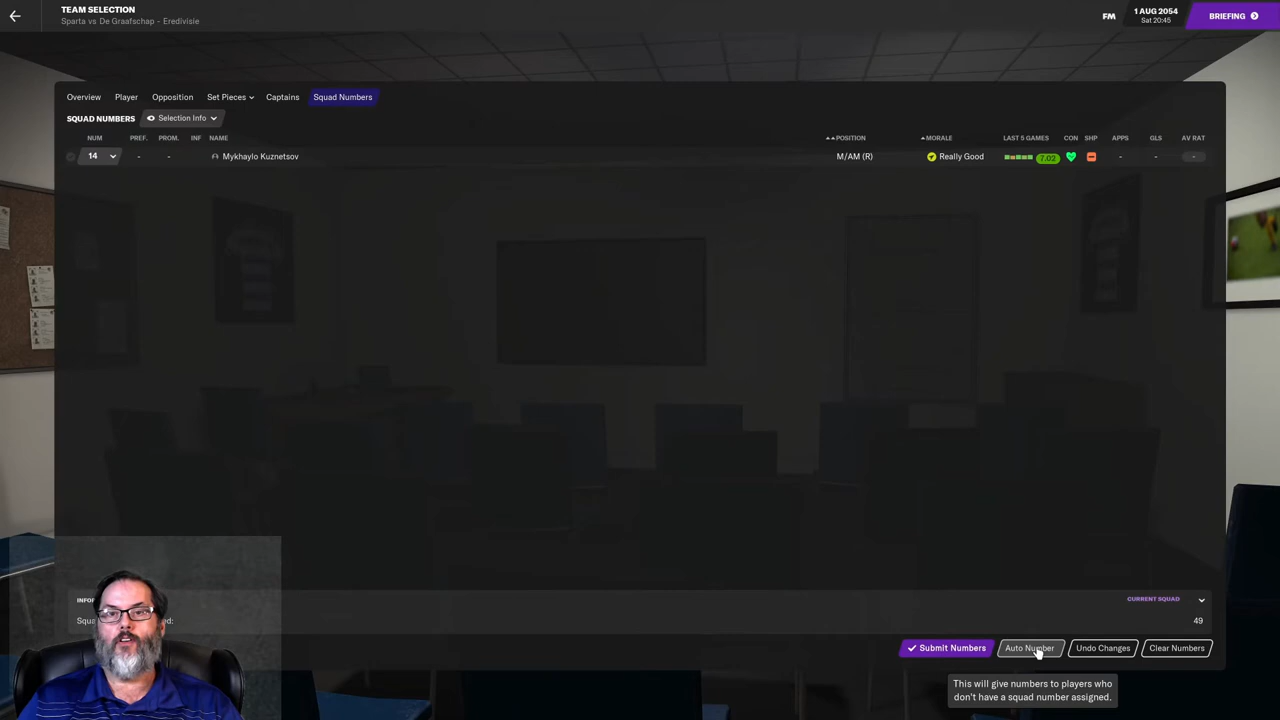 TEAM SELECTION
Sparta vs De Graafschap - Eredivisie
FM
1 AUG 2054
Sat 20:45
BRIEFING
Overview Player Opposition Set Pieces Captains Squad Numbers
SQUAD NUMBERS Selection Info
NUM PREF. PROM. INF NAME POSITION MORALE LAST 5 GAMES CON SHP APPS GLS AV RAT
14 - - Mykhaylo Kuznetsov M/AM (R) Really Good 7.02 - - -
CURRENT SQUAD
49
Submit Numbers Auto Number Undo Changes Clear Numbers
This will give numbers to players who
don't have a squad number assigned.